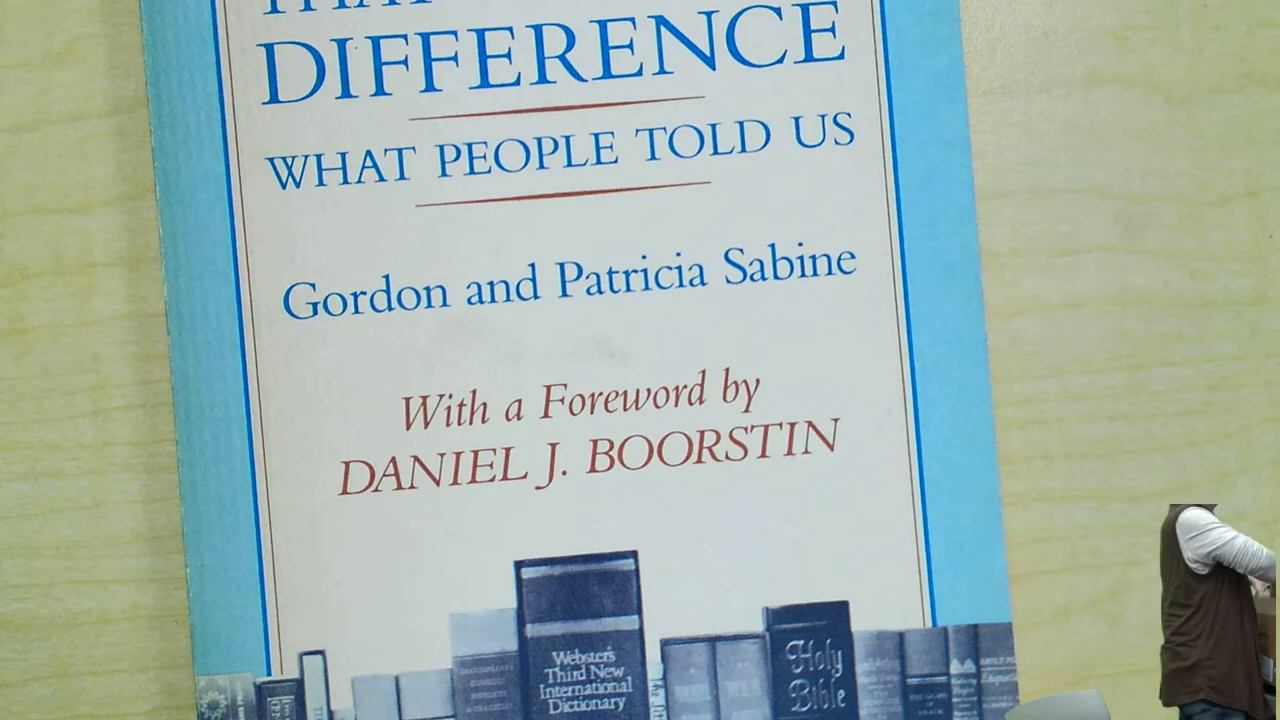 THAT
DIFFERENCE
WHAT PEOPLE TOLD US
Gordon and Patricia Sabine
With a Foreword by
DANIEL J. BOORSTIN
Webster's
Third New
International
Dictionary
Holy
Bible